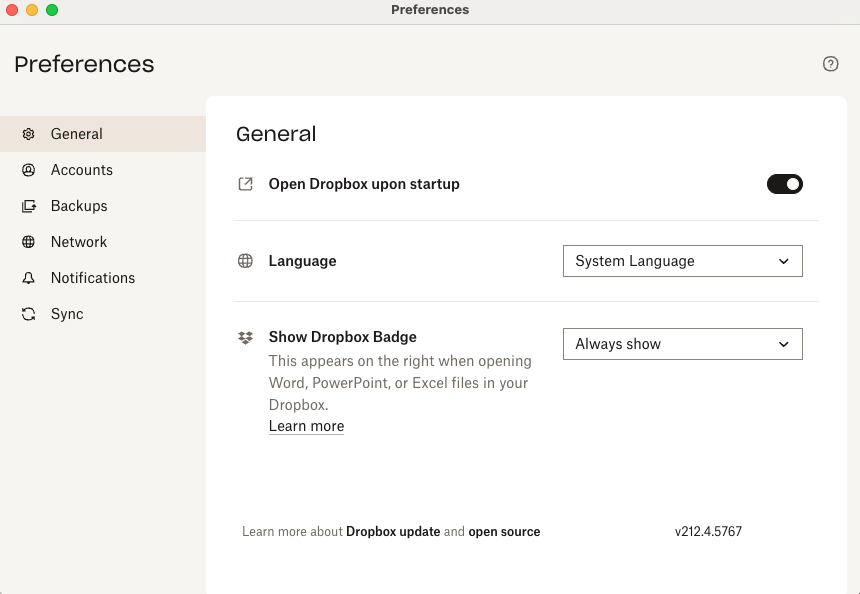 Preferences
Preferences
General
Accounts
Backups
Network
Notifications
Sync
General
Open Dropbox upon startup
Language
System Language
Show Dropbox Badge
Always show
This appears on the right when opening
Word, PowerPoint, or Excel files in your
Dropbox.
Learn more
Learn more about Dropbox update and open source
v212.4.5767